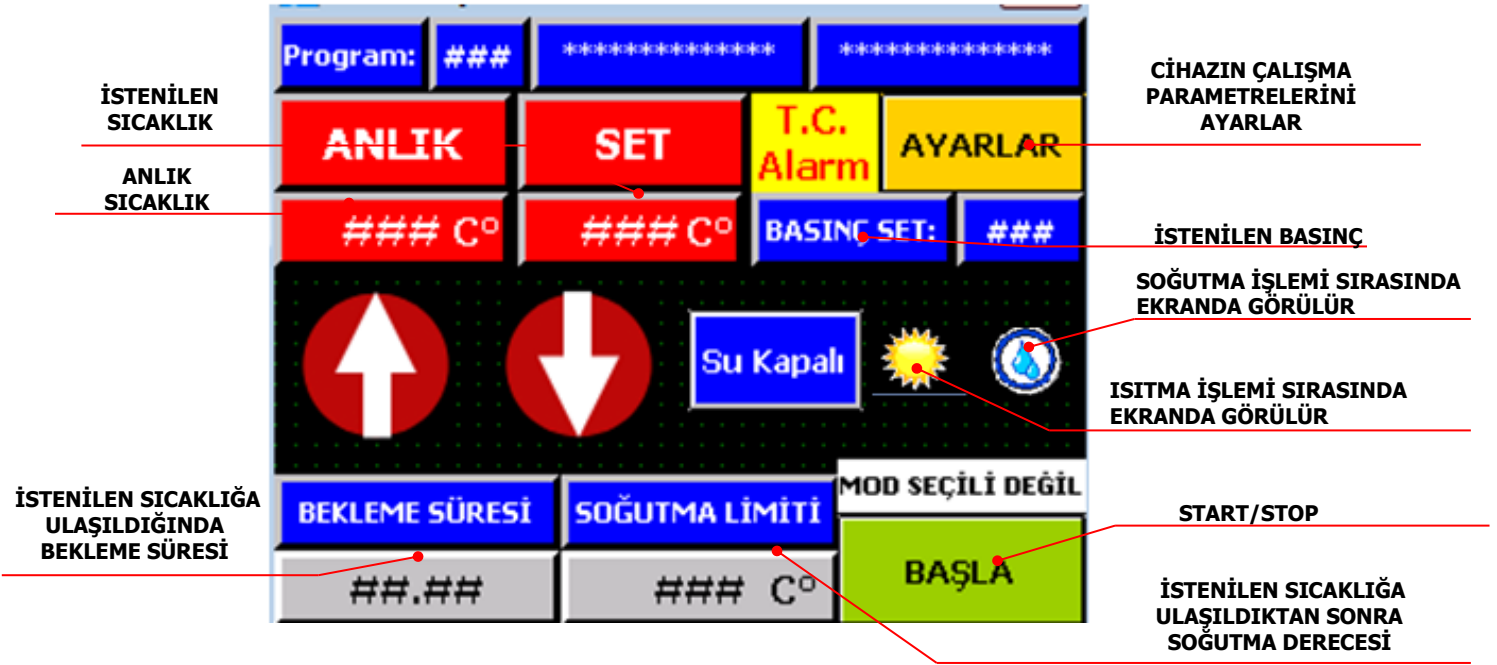 Program: ### ************** **************
İSTENİLEN
SICAKLIK
ANLIK
SICAKLIK
ANLIK SET
T.C.
Alarm
AYARLAR
### C° ### C° BASINÇ SET: ###
CİHAZIN ÇALIŞMA
PARAMETRELERİNİ
AYARLAR
İSTENİLEN BASINÇ
SOĞUTMA İŞLEMİ SIRASINDA
EKRANDA GÖRÜLÜR
Su Kapalı
ISITMA İŞLEMİ SIRASINDA
EKRANDA GÖRÜLÜR
İSTENİLEN SICAKLIĞA
ULAŞILDIĞINDA
BEKLEME SÜRESİ
BEKLEME SÜRESİ SOĞUTMA LİMİTİ
MOD SEÇİLİ DEĞİL
##.## ### C°
BAŞLA
START/STOP
İSTENİLEN SICAKLIĞA
ULAŞILDIKTAN SONRA
SOĞUTMA DERECESİ